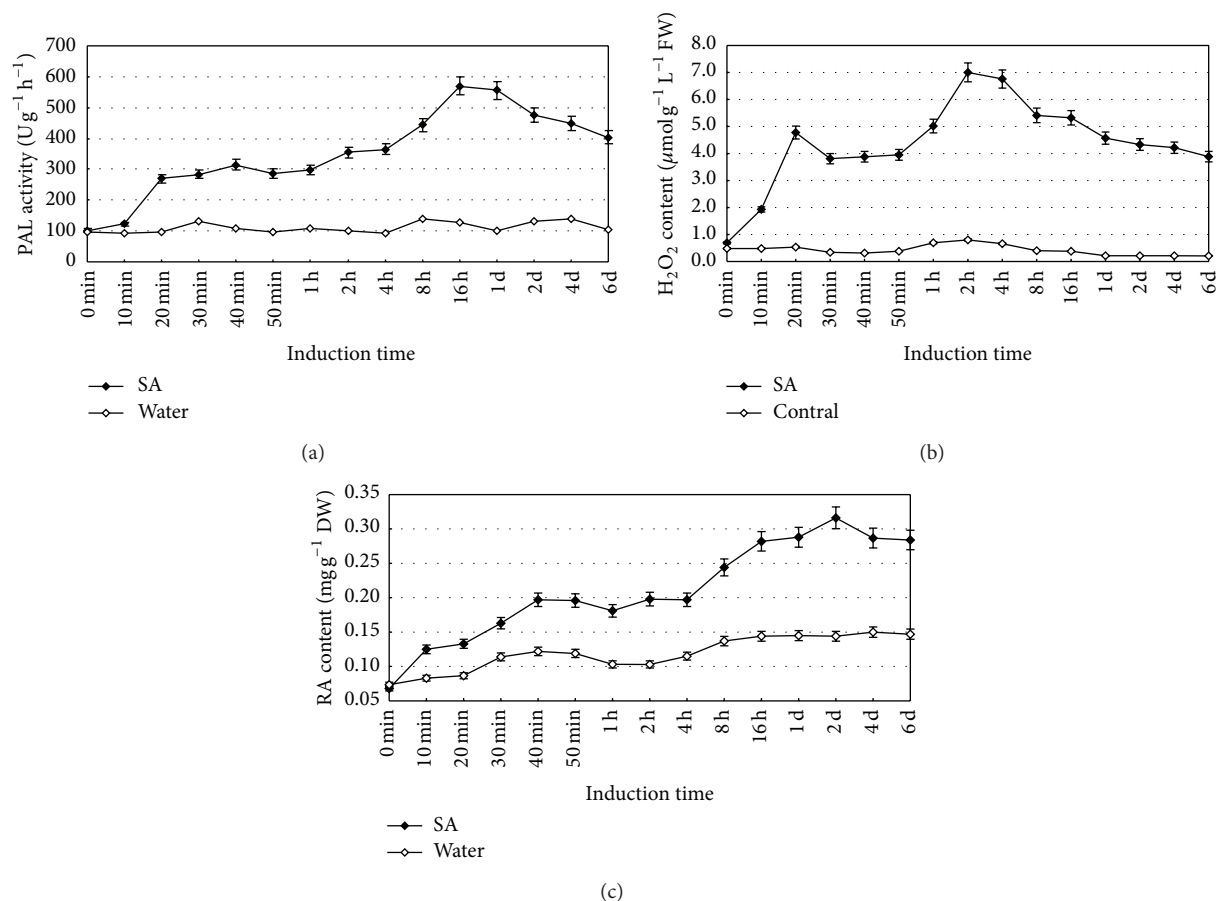 PAL activity (U g⁻¹ h⁻¹)
700
600
500
400
300
200
100
0
0 min
10 min
20 min
30 min
40 min
50 min
1 h
2 h
4 h
8 h
16 h
1 d
2 d
4 d
6 d
Induction time
SA
Water
(a)
H₂O₂ content (μmol g⁻¹ L⁻¹ FW)
8.0
7.0
6.0
5.0
4.0
3.0
2.0
1.0
0.0
0 min
10 min
20 min
30 min
40 min
50 min
1 h
2 h
4 h
8 h
16 h
1 d
2 d
4 d
6 d
Induction time
SA
Contral
(b)
RA content (mg g⁻¹ DW)
0.35
0.30
0.25
0.20
0.15
0.10
0.05
0 min
10 min
20 min
30 min
40 min
50 min
1 h
2 h
4 h
8 h
16 h
1 d
2 d
4 d
6 d
Induction time
SA
Water
(c)